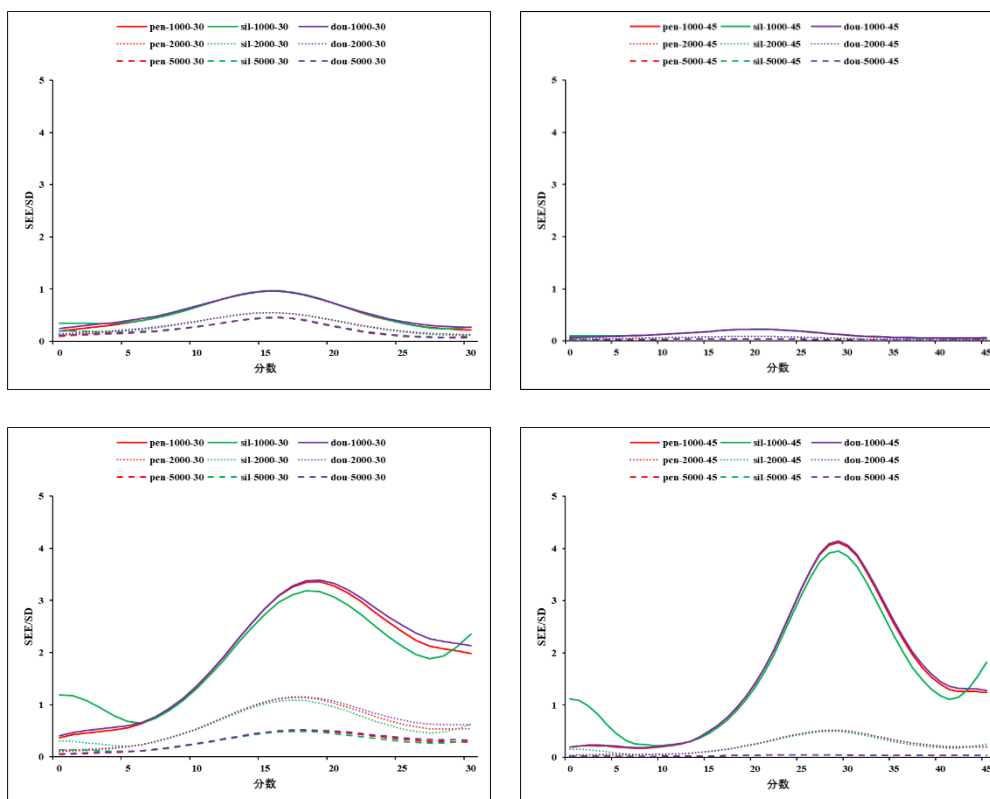 pen-1000-30 sil-1000-30 dou-1000-30
pen-2000-30 sil-2000-30 dou-2000-30
pen-5000-30 sil-5000-30 dou-5000-30
5
4
3
2
1
0
SEE/SD
0 5 10 15 20 25 30
分数
pen-1000-45 sil-1000-45 dou-1000-45
pen-2000-45 sil-2000-45 dou-2000-45
pen-5000-45 sil-5000-45 dou-5000-45
5
4
3
2
1
0
SEE/SD
0 5 10 15 20 25 30 35 40 45
分数
pen-1000-30 sil-1000-30 dou-1000-30
pen-2000-30 sil-2000-30 dou-2000-30
pen-5000-30 sil-5000-30 dou-5000-30
5
4
3
2
1
0
SEE/SD
0 5 10 15 20 25 30
分数
pen-1000-45 sil-1000-45 dou-1000-45
pen-2000-45 sil-2000-45 dou-2000-45
pen-5000-45 sil-5000-45 dou-5000-45
5
4
3
2
1
0
SEE/SD
0 5 10 15 20 25 30 35 40 45
分数